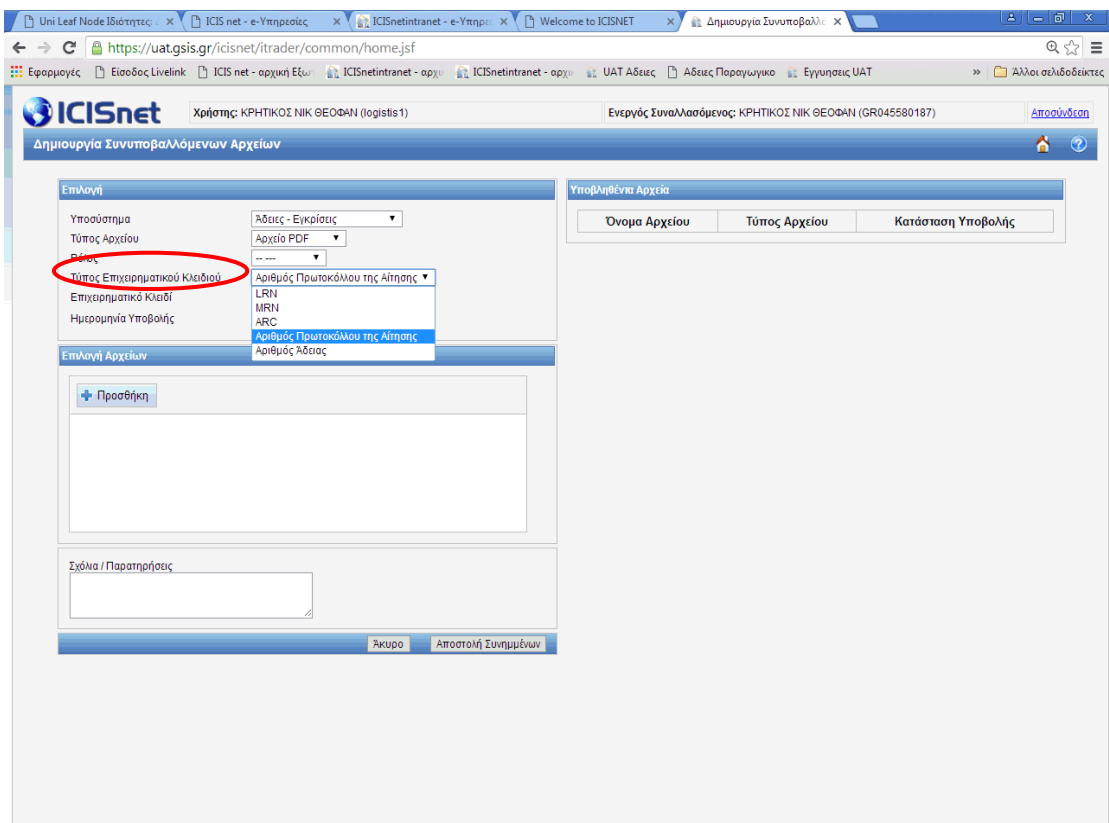 Uni Leaf Node Ιδιότητες:
ICIS net - e-Υπηρεσίες
ICISnetintranet - e-Υπηρε
Welcome to ICISNET
Δημιουργία Συνυποβαλλο
https://uat.gsis.gr/icisnet/itrader/common/home.jsf
Εφαρμογές
Είσοδος Livelink
ICIS net - αρχική Εξω
ICISnetintranet - αρχι
ICISnetintranet - αρχι
UAT Αδειες
Αδειες Παραγωγικο
Εγγυησεις UAT
»
Άλλοι σελιδοδείκτες
ICISnet
Χρήστης: ΚΡΗΤΙΚΟΣ ΝΙΚ ΘΕΟΦΑΝ (logistis1)
Ενεργός Συναλλασόμενος: ΚΡΗΤΙΚΟΣ ΝΙΚ ΘΕΟΦΑΝ (GR045580187)
Αποσύνδεση
Δημιουργία Συνυποβαλλόμενων Αρχείων
Επιλογή
Υποσύστημα Άδειες - Εγκρίσεις
Τύπος Αρχείου Αρχείο PDF
Ρόλος -- ---
Τύπος Επιχειρηματικού Κλειδιού Αριθμός Πρωτοκόλλου της Αίτησης
Επιχειρηματικό Κλειδί
Ημερομηνία Υποβολής
LRN
MRN
ARC
Αριθμός Πρωτοκόλλου της Αίτησης
Αριθμός Άδειας
Υποβληθέντα Αρχεία
Όνομα Αρχείου Τύπος Αρχείου Κατάσταση Υποβολής
Επιλογή Αρχείων
Προσθήκη
Σχόλια / Παρατηρήσεις
Άκυρο Αποστολή Συνημμένων